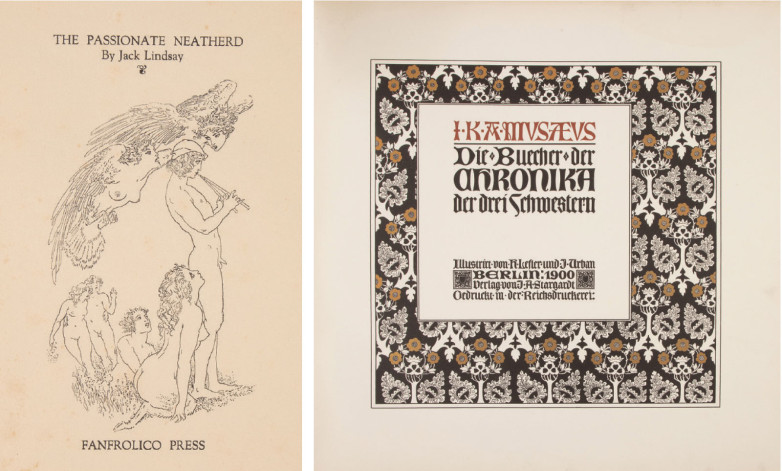 THE PASSIONATE NEATHERD
By Jack Lindsay
FANFROLICO PRESS
I·K·A·MVSÆVS
Die·Buecher·der
CHRONIKA
der drei Schwestern
Illustrirt·von·H·Lefler·und·J·Urban
BERLIN:1900
Verlag von J·A·Stargardt
Gedruckt·in·der·Reichsdruckerei: